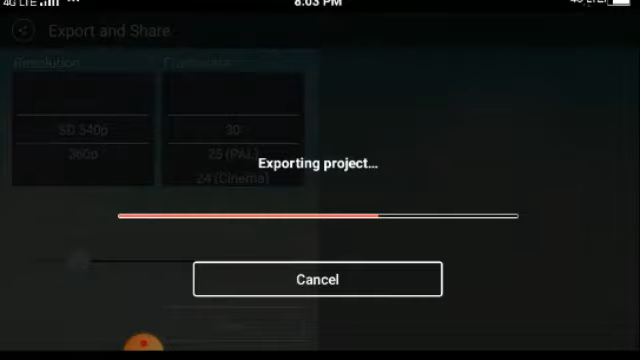 4G LTE 8:03 PM
Export and Share
Resolution Framerate
SD 540p 30
360p 25 (PAL)
24 (Cinema)
Exporting project...
Cancel